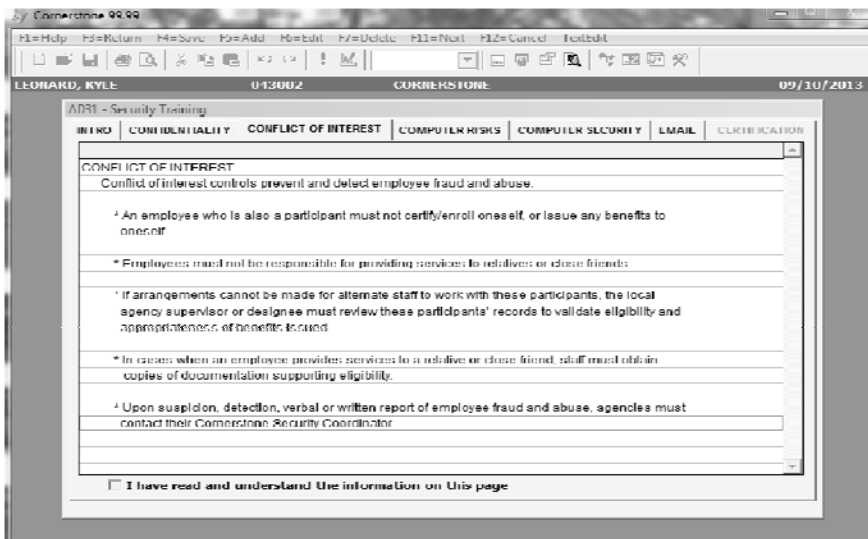 Cornerstone 99.99
F1=Help F3=Return F4=Save F5=Add F6=Edit F7=Delete F11=Next F12=Cancel TextEdit
LEONARD, KYLE 043002 CORNERSTONE 09/10/2013
AD31 - Security Training
INTRO CONFIDENTIALITY CONFLICT OF INTEREST COMPUTER RISKS COMPUTER SECURITY EMAIL CERTIFICATION
CONFLICT OF INTEREST
Conflict of interest controls prevent and detect employee fraud and abuse.
* An employee who is also a participant must not certify/enroll oneself, or issue any benefits to
oneself
* Employees must not be responsible for providing services to relatives or close friends
* If arrangements cannot be made for alternate staff to work with these participants, the local
agency supervisor or designee must review these participants' records to validate eligibility and
appropriateness of benefits issued
* In cases when an employee provides services to a relative or close friend, staff must obtain
copies of documentation supporting eligibility.
* Upon suspicion, detection, verbal or written report of employee fraud and abuse, agencies must
contact their Cornerstone Security Coordinator
I have read and understand the information on this page